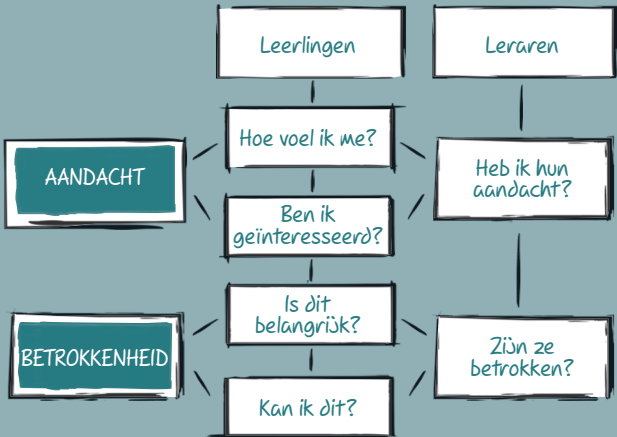 Leerlingen
Leraren
Hoe voel ik me?
AANDACHT
Heb ik hun
aandacht?
Ben ik
geïnteresseerd?
Is dit
belangrijk?
BETROKKENHEID
Zijn ze
betrokken?
Kan ik dit?